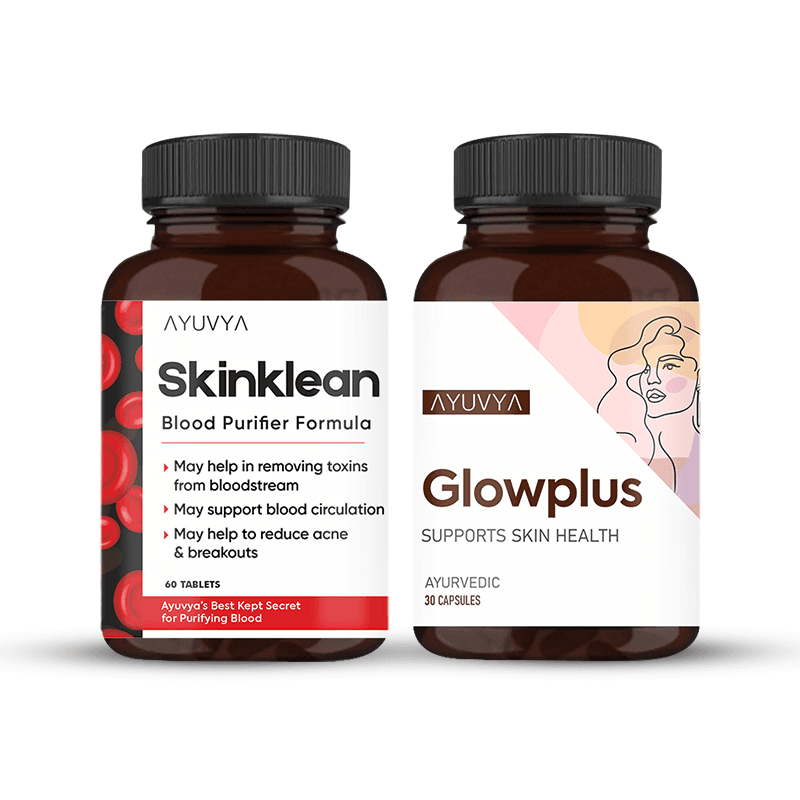 AYUVYA
Skinklean
Blood Purifier Formula
May help in removing toxins
from bloodstream
May support blood circulation
May help to reduce acne
& breakouts
60 TABLETS
Ayuvya's Best Kept Secret
for Purifying Blood
AYUVYA
Glowplus
SUPPORTS SKIN HEALTH
AYURVEDIC
30 CAPSULES